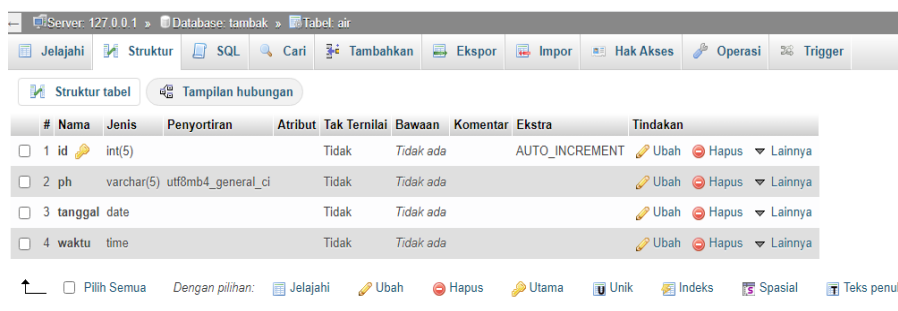 ← Server: 127.0.0.1 » Database: tambak » Tabel: air
Jelajahi Struktur SQL Cari Tambahkan Ekspor Impor Hak Akses Operasi Trigger
Struktur tabel Tampilan hubungan
# Nama Jenis Penyortiran Atribut Tak Ternilai Bawaan Komentar Ekstra Tindakan
1 id int(5) Tidak Tidak ada AUTO_INCREMENT Ubah Hapus Lainnya
2 ph varchar(5) utf8mb4_general_ci Tidak Tidak ada Ubah Hapus Lainnya
3 tanggal date Tidak Tidak ada Ubah Hapus Lainnya
4 waktu time Tidak Tidak ada Ubah Hapus Lainnya
Pilih Semua Dengan pilihan: Jelajahi Ubah Hapus Utama Unik Indeks Spasial Teks